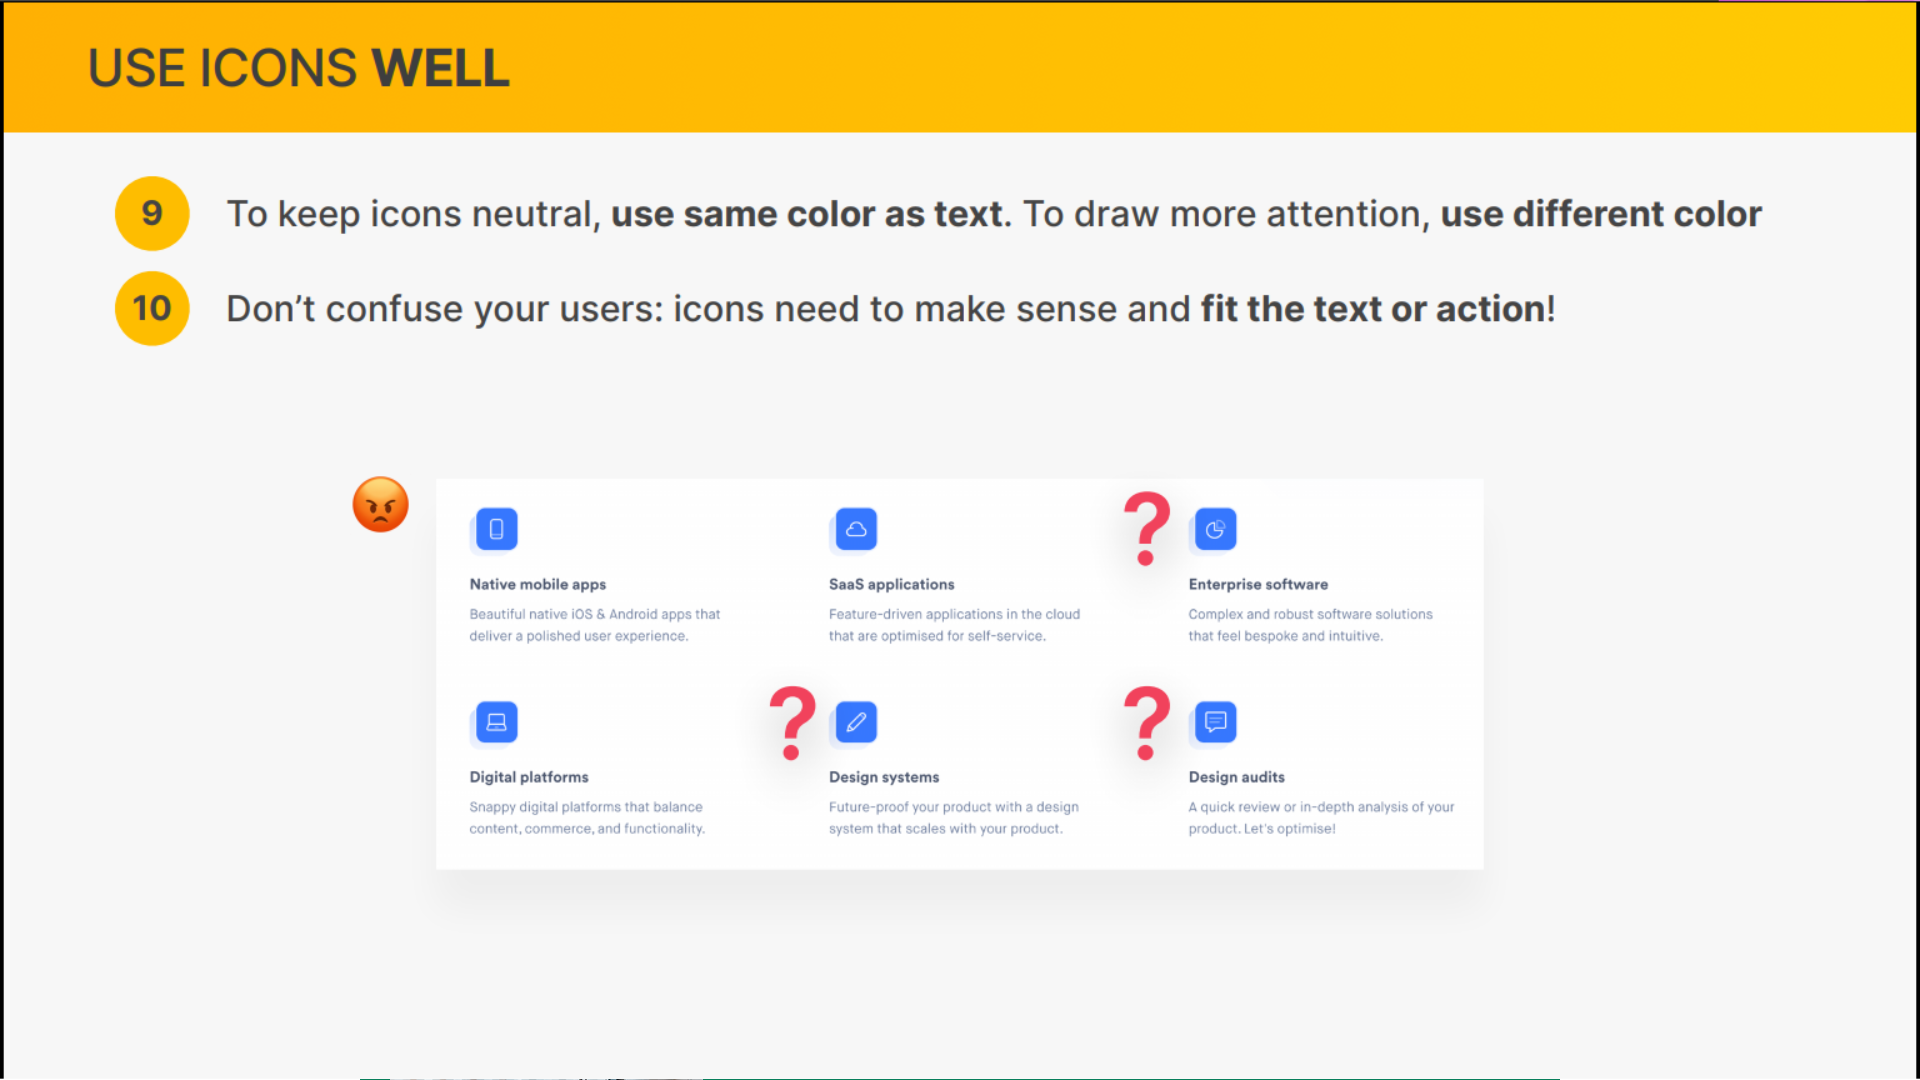 USE ICONS WELL
9 To keep icons neutral, use same color as text. To draw more attention, use different color
10 Don’t confuse your users: icons need to make sense and fit the text or action!
?
Native mobile apps
Beautiful native iOS & Android apps that
deliver a polished user experience.
SaaS applications
Feature-driven applications in the cloud
that are optimised for self-service.
Enterprise software
Complex and robust software solutions
that feel bespoke and intuitive.
? ?
Digital platforms
Snappy digital platforms that balance
content, commerce, and functionality.
Design systems
Future-proof your product with a design
system that scales with your product.
Design audits
A quick review or in-depth analysis of your
product. Let's optimise!